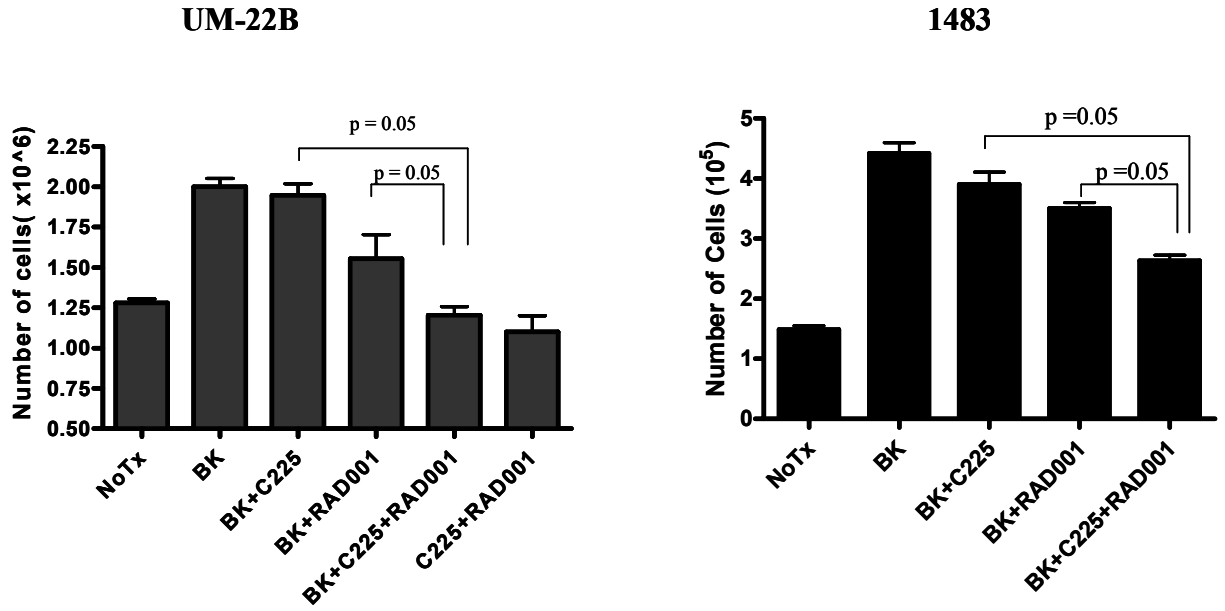 UM-22B
Number of cells( x10^6)
2.25
2.00
1.75
1.50
1.25
1.00
0.75
0.50
p = 0.05
p = 0.05
NoTx
BK
BK+C225
BK+RAD001
BK+C225+RAD001
C225+RAD001
1483
Number of Cells (10⁵)
5
4
3
2
1
0
p =0.05
p =0.05
NoTx
BK
BK+C225
BK+RAD001
BK+C225+RAD001